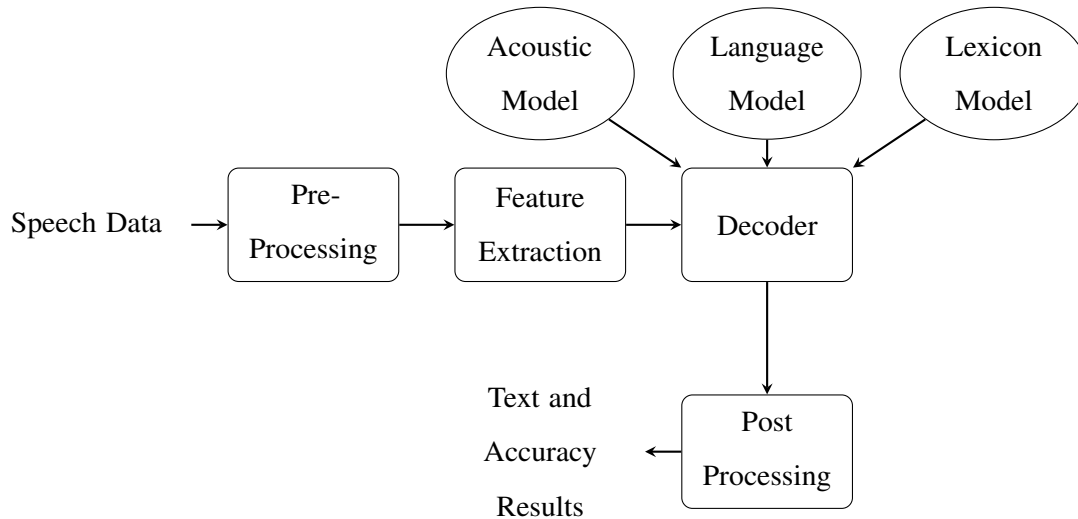 Acoustic
Model
Language
Model
Lexicon
Model
Speech Data
Pre-
Processing
Feature
Extraction
Decoder
Post
Processing
Text and
Accuracy
Results